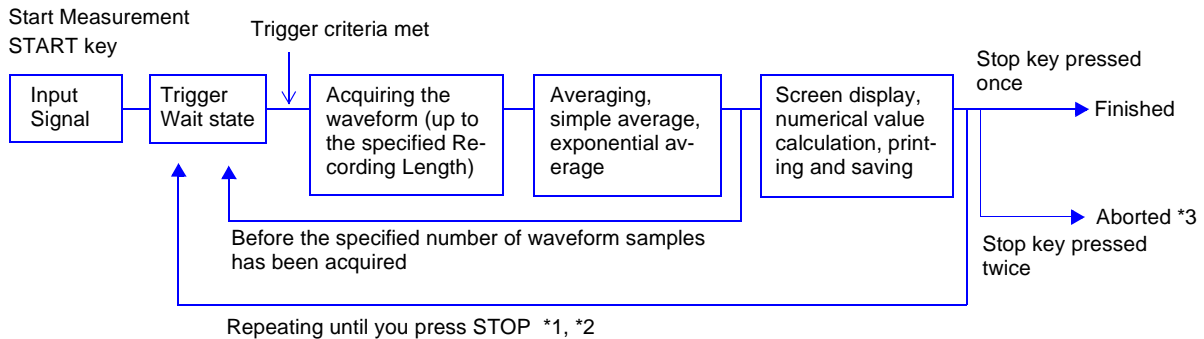 Start Measurement
START key
Trigger criteria met
Input
Signal
Trigger
Wait state
Acquiring the
waveform (up to
the specified Re-
cording Length)
Averaging,
simple average,
exponential av-
erage
Screen display,
numerical value
calculation, print-
ing and saving
Stop key pressed
once
Finished
Aborted *3
Stop key pressed
twice
Before the specified number of waveform samples
has been acquired
Repeating until you press STOP *1, *2